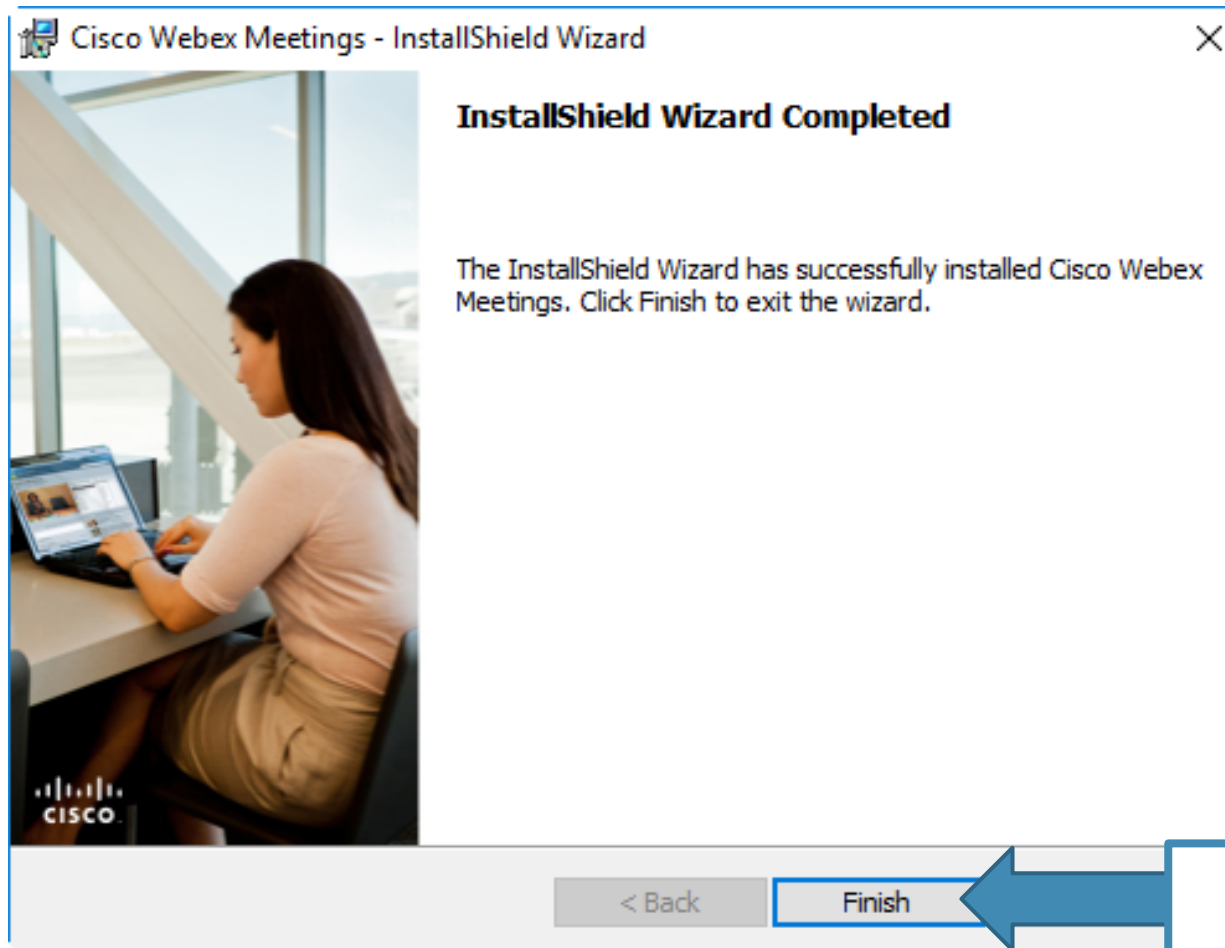 Cisco Webex Meetings - InstallShield Wizard
InstallShield Wizard Completed
The InstallShield Wizard has successfully installed Cisco Webex
Meetings. Click Finish to exit the wizard.
CISCO
< Back
Finish